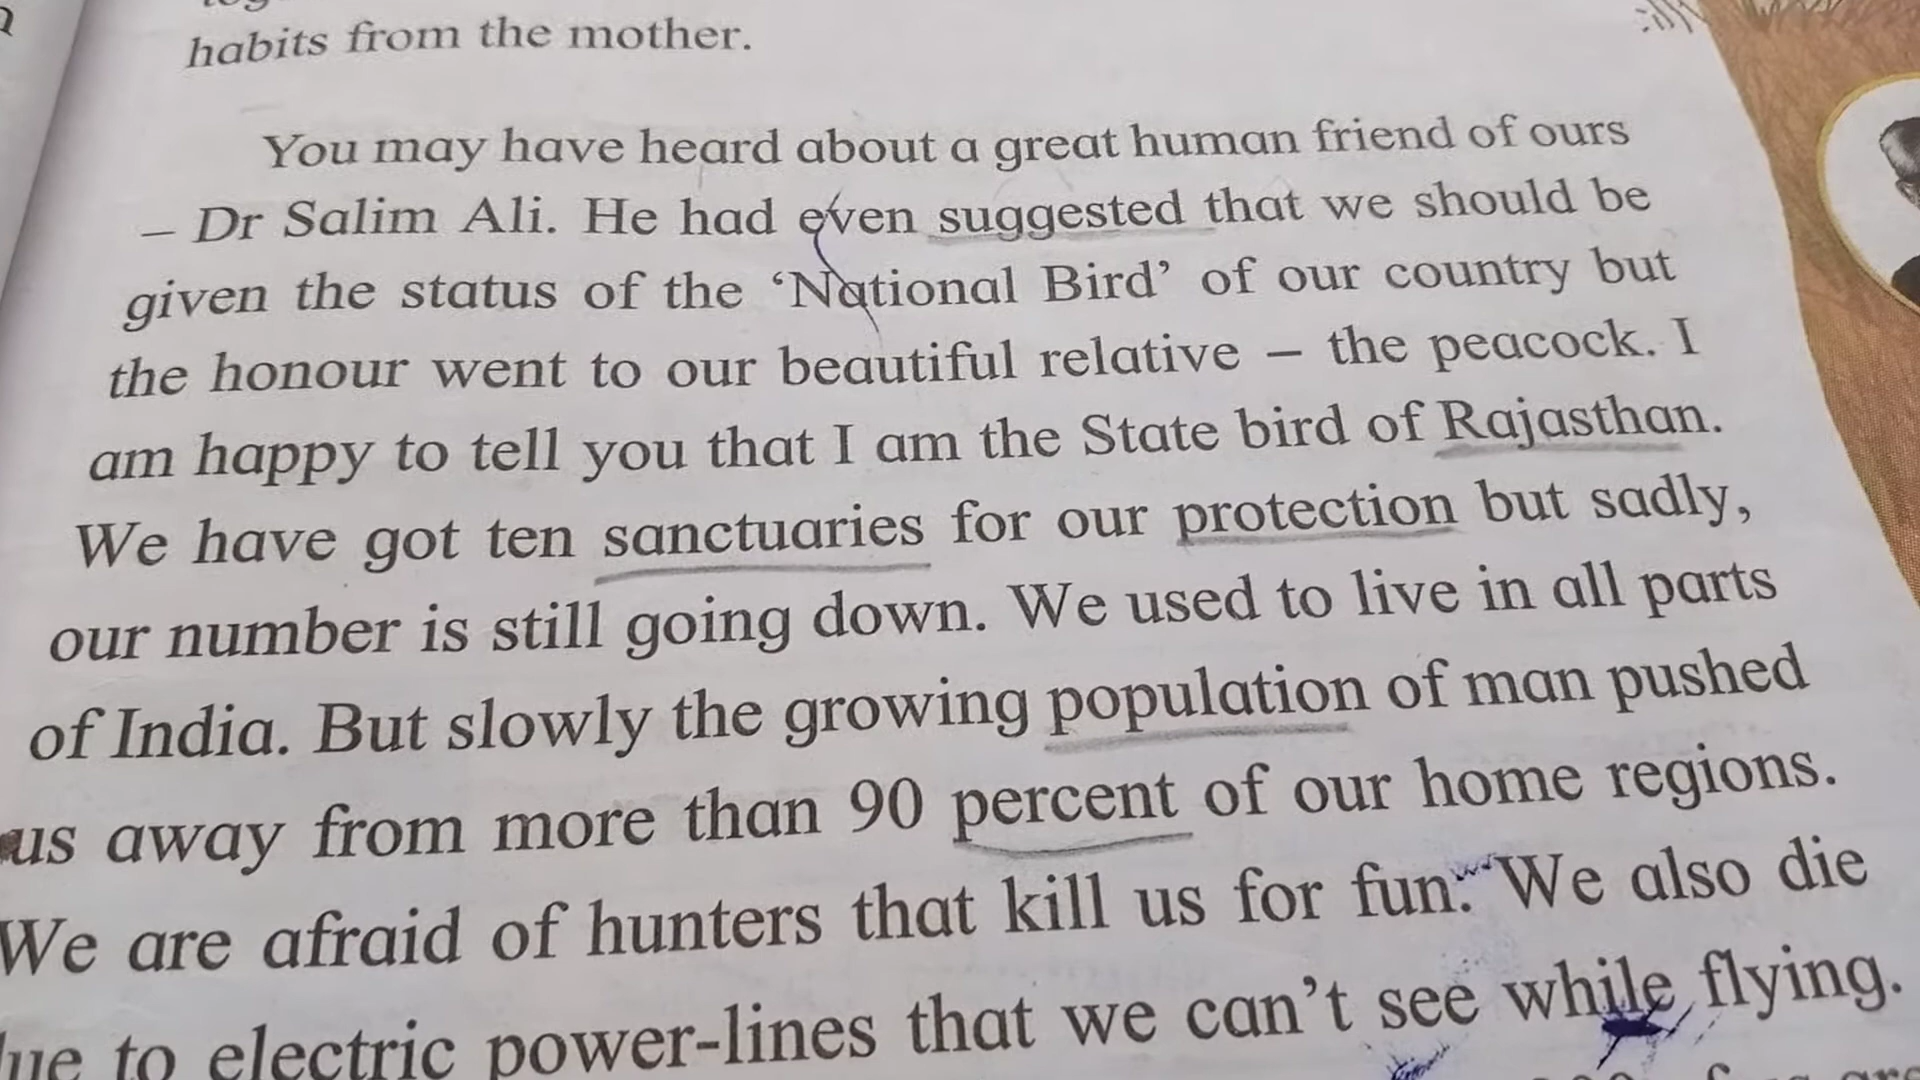 habits from the mother.
You may have heard about a great human friend of ours
– Dr Salim Ali. He had even suggested that we should be
given the status of the ‘National Bird’ of our country but
the honour went to our beautiful relative – the peacock. I
am happy to tell you that I am the State bird of Rajasthan.
We have got ten sanctuaries for our protection but sadly,
our number is still going down. We used to live in all parts
of India. But slowly the growing population of man pushed
us away from more than 90 percent of our home regions.
We are afraid of hunters that kill us for fun. We also die
to electric power-lines that we can’t see while flying.